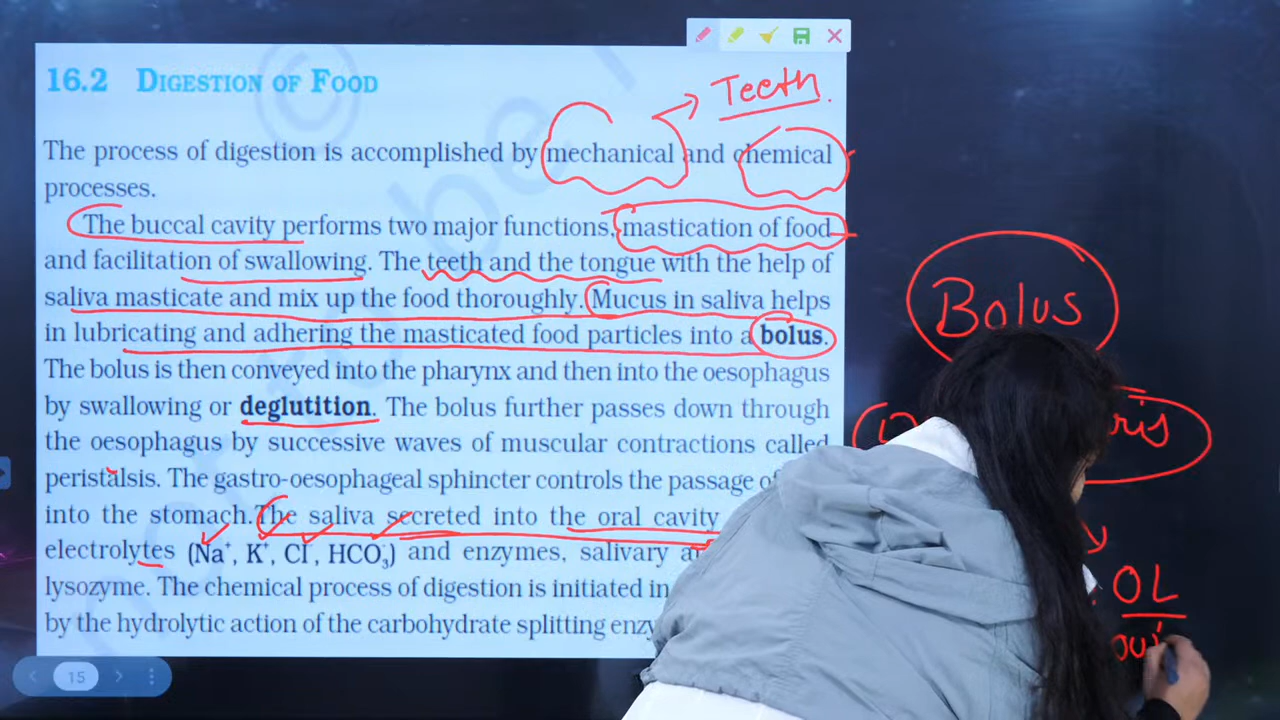 Teeth.
16.2 DIGESTION OF FOOD
The process of digestion is accomplished by mechanical and chemical
processes.
The buccal cavity performs two major functions, mastication of food
and facilitation of swallowing. The teeth and the tongue with the help of
saliva masticate and mix up the food thoroughly. Mucus in saliva helps
in lubricating and adhering the masticated food particles into a bolus.
The bolus is then conveyed into the pharynx and then into the oesophagus
by swallowing or deglutition. The bolus further passes down through
the oesophagus by successive waves of muscular contractions called
peristalsis. The gastro-oesophageal sphincter controls the passage of
into the stomach.The saliva secreted into the oral cavity
electrolytes (Na⁺, K⁺, Cl⁻, HCO₃⁻) and enzymes, salivary
lysozyme. The chemical process of digestion is initiated in
by the hydrolytic action of the carbohydrate splitting
15
Bolus
OL